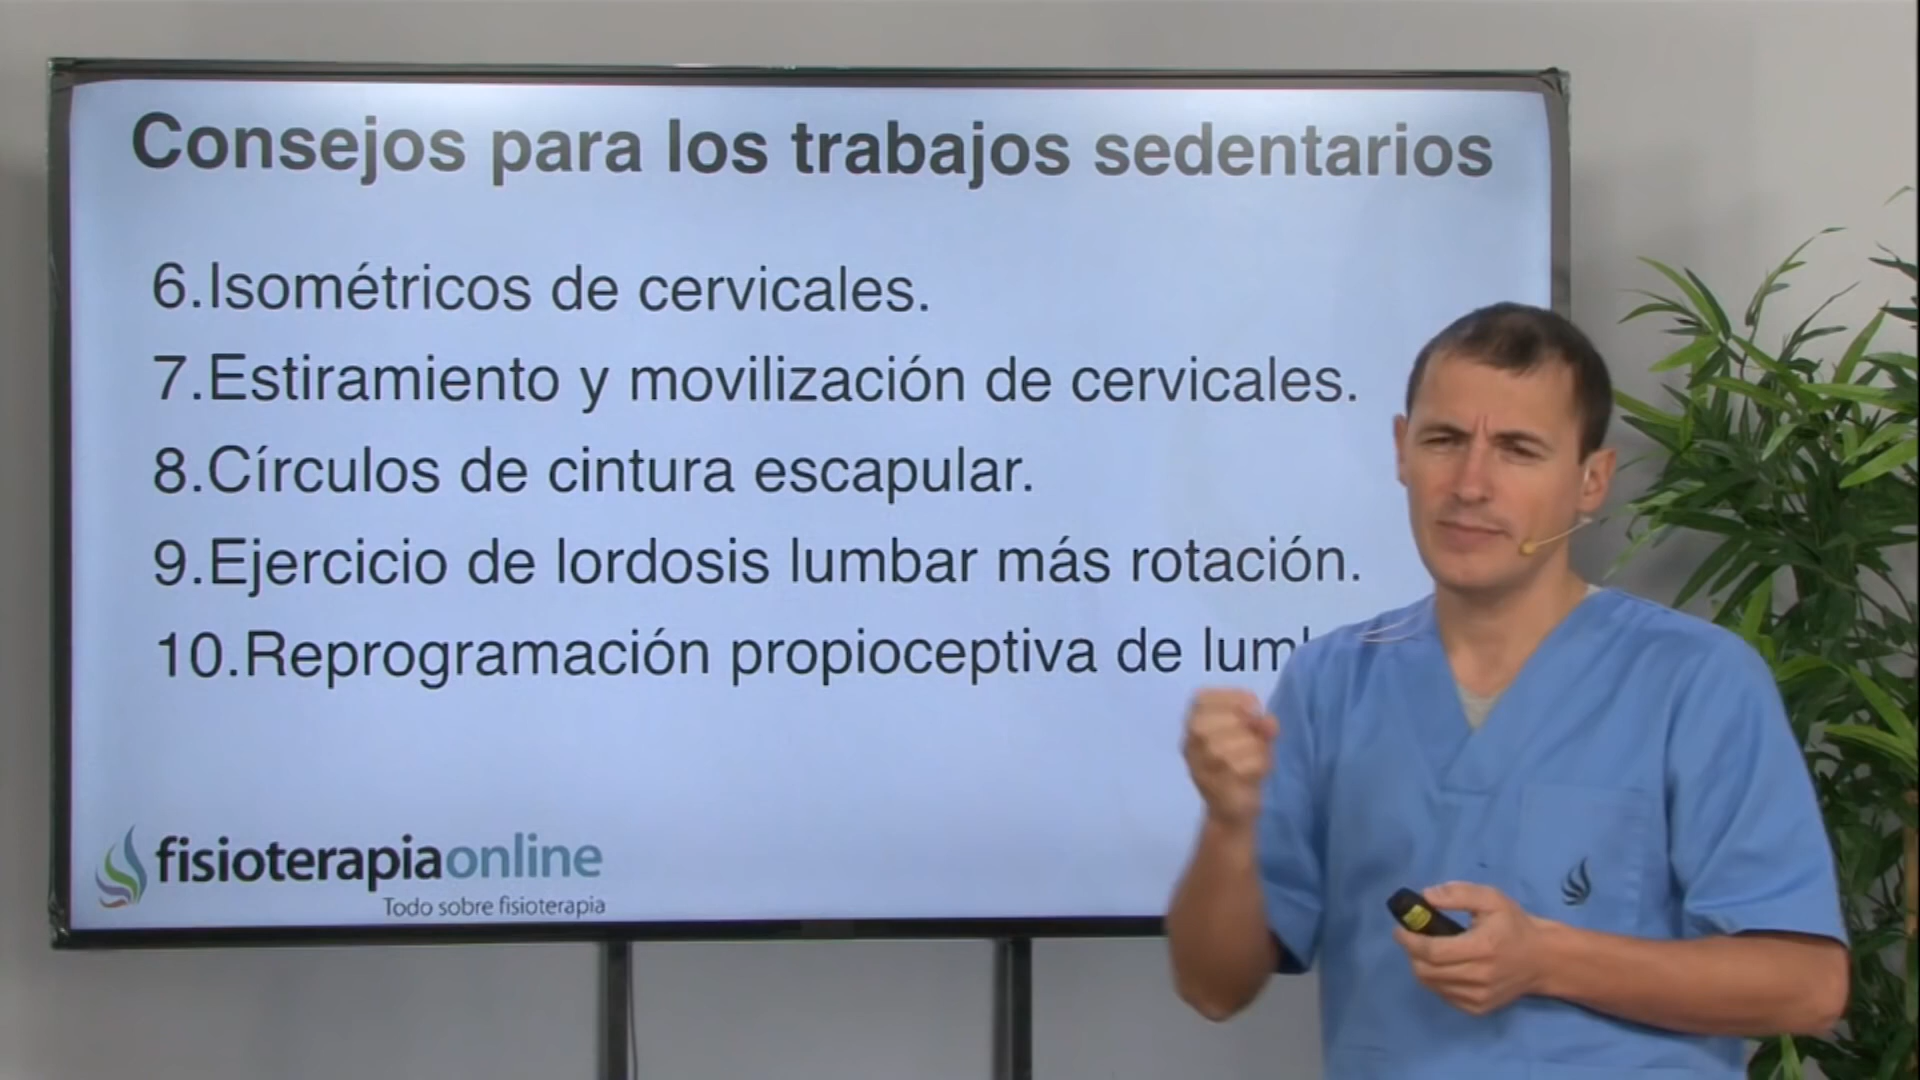 Consejos para los trabajos sedentarios
6.Isométricos de cervicales.
7.Estiramiento y movilización de cervicales.
8.Círculos de cintura escapular.
9.Ejercicio de lordosis lumbar más rotación.
10.Reprogramación propioceptiva de
fisioterapiaonline
Todo sobre fisioterapia